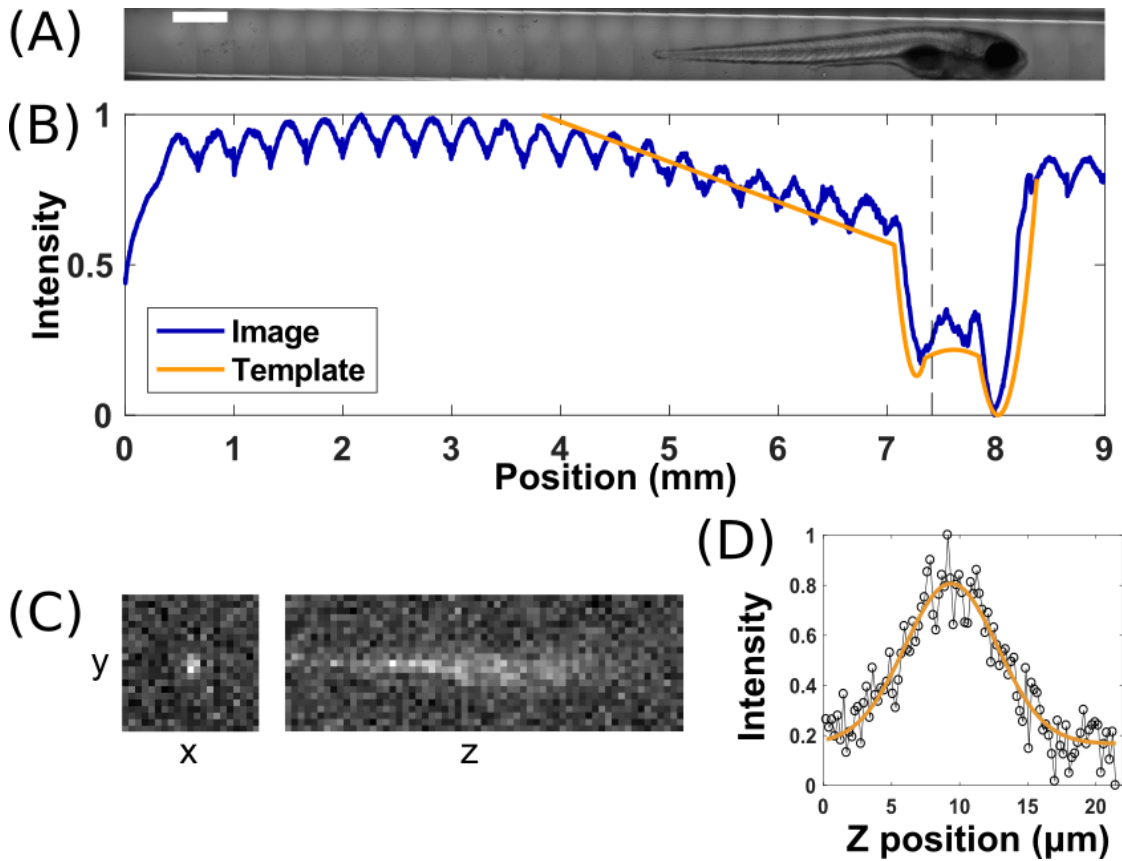 (A)
(B)
1
0.5
0
Intensity
Image
Template
0 1 2 3 4 5 6 7 8 9
Position (mm)
(C)
y
x
z
(D)
1
0.8
0.6
0.4
0.2
0
Intensity
0 5 10 15 20
Z position (µm)